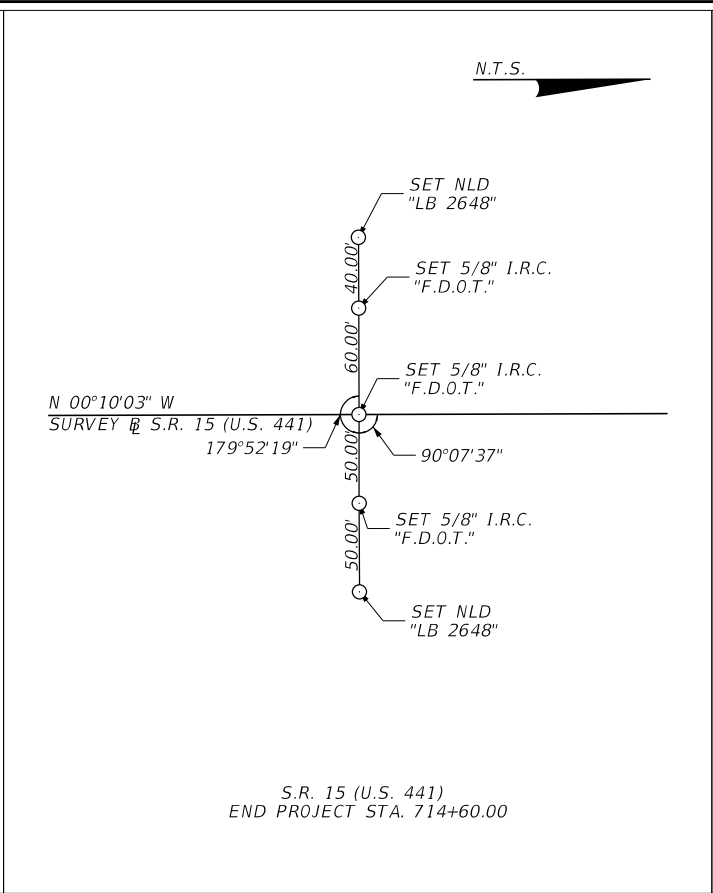 N.T.S.
SET NLD
"LB 2648"
40.00'
SET 5/8" I.R.C.
"F.D.O.T."
60.00'
SET 5/8" I.R.C.
"F.D.O.T."
N 00°10'03" W
SURVEY BL S.R. 15 (U.S. 441)
179°52'19"
50.00'
90°07'37"
SET 5/8" I.R.C.
"F.D.O.T."
50.00'
SET NLD
"LB 2648"
S.R. 15 (U.S. 441)
END PROJECT STA. 714+60.00